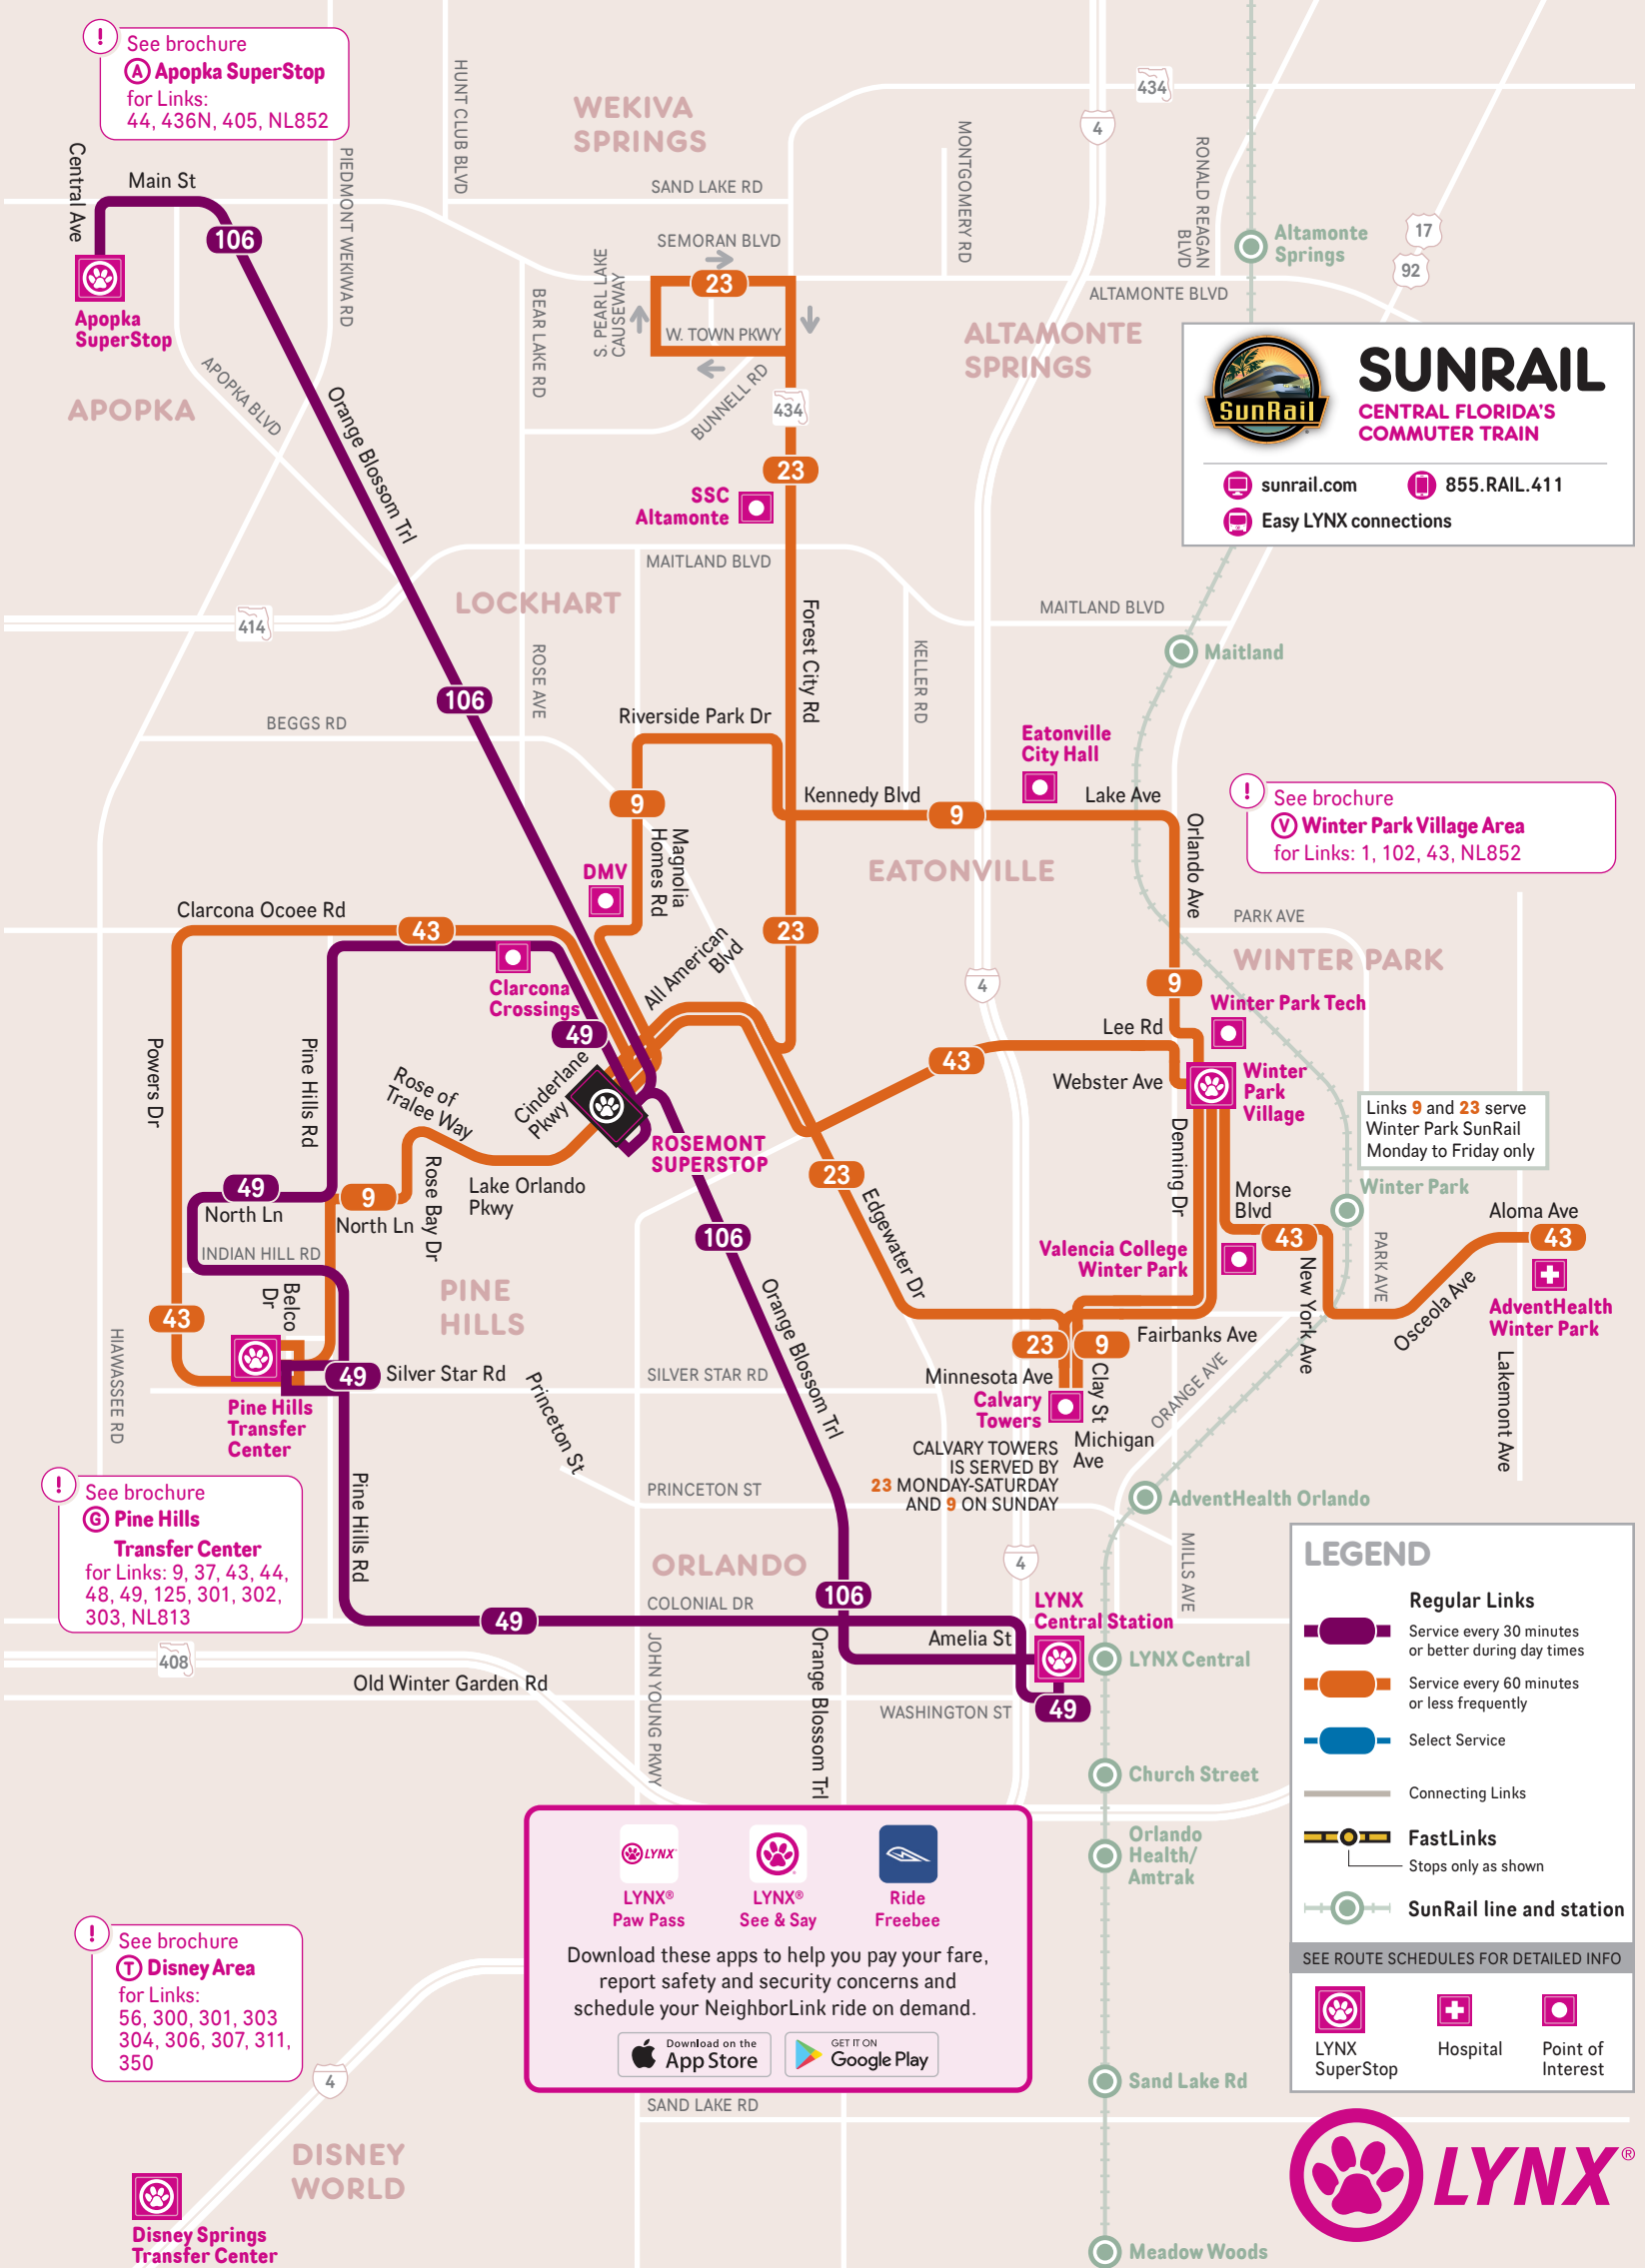 ! See brochure
A Apopka SuperStop
for Links:
44, 436N, 405, NL852
WEKIVA
SPRINGS
HUNT CLUB BLVD
PIEDMONT WEKIWA RD
MONTGOMERY RD
RONALD REAGAN
BLVD
434
4
17
92
Central Ave
Main St
SAND LAKE RD
106
SEMORAN BLVD
23
S. PEARL LAKE
CAUSEWAY
W. TOWN PKWY
BUNNELL RD
BEAR LAKE RD
Altamonte
Springs
ALTAMONTE BLVD
ALTAMONTE
SPRINGS
Apopka
SuperStop
APOPKA
APOPKA BLVD
Orange Blossom Trl
434
23
SSC
Altamonte
SunRail
SUNRAIL
CENTRAL FLORIDA'S
COMMUTER TRAIN
sunrail.com
855.RAIL.411
Easy LYNX connections
MAITLAND BLVD
LOCKHART
MAITLAND BLVD
414
Forest City Rd
ROSE AVE
KELLER RD
Maitland
106
BEGGS RD
Riverside Park Dr
Eatonville
City Hall
9
Kennedy Blvd
9
Lake Ave
! See brochure
V Winter Park Village Area
for Links: 1, 102, 43, NL852
Magnolia
Homes Rd
Orlando Ave
DMV
EATONVILLE
Clarcona Ocoee Rd
43
23
PARK AVE
WINTER PARK
All American
Blvd
Clarcona
Crossings
49
4
9
Winter Park Tech
Lee Rd
43
Webster Ave
Winter
Park
Village
Powers Dr
Pine Hills Rd
Rose of
Tralee Way
Cinderlane
Pkwy
ROSEMONT
SUPERSTOP
Links 9 and 23 serve
Winter Park SunRail
Monday to Friday only
Denning Dr
23
49
North Ln
9
North Ln
Rose Bay Dr
Lake Orlando
Pkwy
Edgewater Dr
Morse
Blvd
Winter Park
Aloma Ave
43
43
106
INDIAN HILL RD
Valencia College
Winter Park
New York Ave
PARK AVE
Osceola Ave
AdventHealth
Winter Park
PINE
HILLS
Belco
Dr
43
Orange Blossom Trl
23
9
Fairbanks Ave
HIAWASSEE RD
49
Silver Star Rd
SILVER STAR RD
Minnesota Ave
Clay St
ORANGE AVE
Lakemont Ave
Pine Hills
Transfer
Center
Princeton St
Calvary
Towers
Michigan
Ave
CALVARY TOWERS
IS SERVED BY
23 MONDAY-SATURDAY
AND 9 ON SUNDAY
! See brochure
G Pine Hills
Transfer Center
for Links: 9, 37, 43, 44,
48, 49, 125, 301, 302,
303, NL813
Pine Hills Rd
PRINCETON ST
AdventHealth Orlando
MILLS AVE
ORLANDO
4
106
COLONIAL DR
49
LYNX
Central Station
Amelia St
LYNX Central
408
Old Winter Garden Rd
JOHN YOUNG PKWY
Orange Blossom Trl
WASHINGTON ST
49
Church Street
Orlando
Health/
Amtrak
LEGEND
Regular Links
Service every 30 minutes
or better during day times
Service every 60 minutes
or less frequently
Select Service
Connecting Links
FastLinks
Stops only as shown
SunRail line and station
SEE ROUTE SCHEDULES FOR DETAILED INFO
LYNX
SuperStop
Hospital
Point of
Interest
LYNX
LYNX®
Paw Pass
LYNX®
See & Say
Ride
Freebee
Download these apps to help you pay your fare,
report safety and security concerns and
schedule your NeighborLink ride on demand.
Download on the
App Store
GET IT ON
Google Play
! See brochure
T Disney Area
for Links:
56, 300, 301, 303
304, 306, 307, 311,
350
4
Sand Lake Rd
SAND LAKE RD
DISNEY
WORLD
Disney Springs
Transfer Center
Meadow Woods
LYNX®